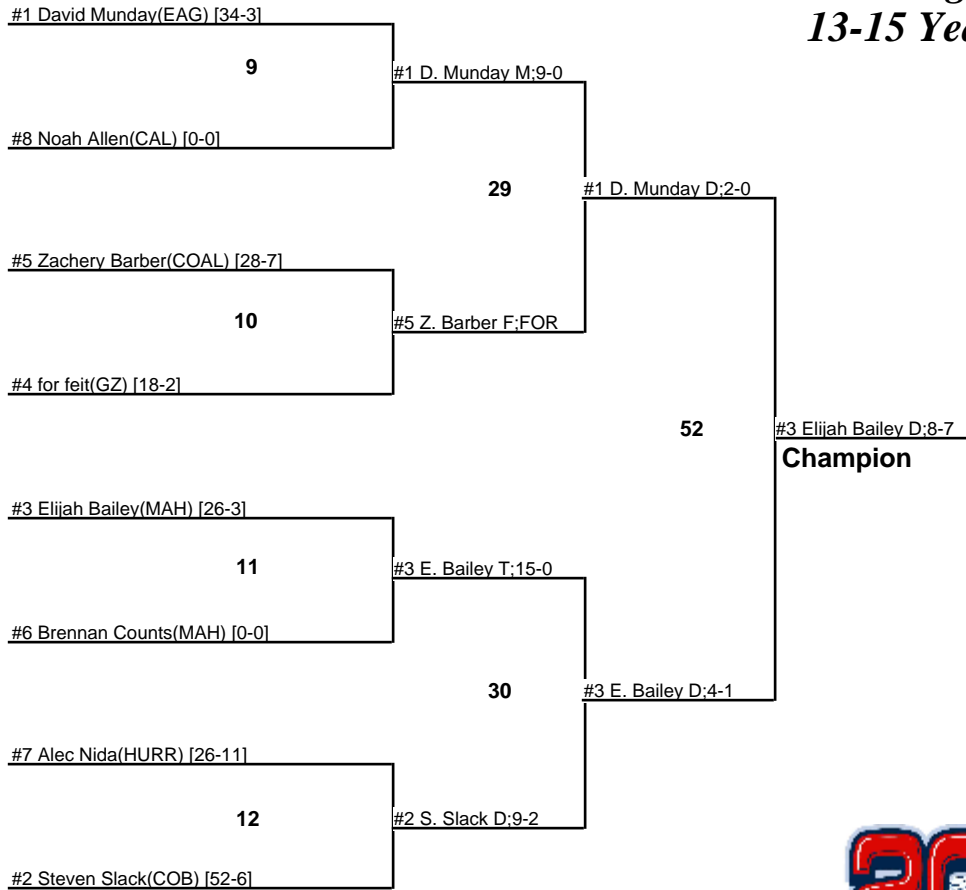 13-15 Yea
#1 David Munday(EAG) [34-3]
9
#1 D. Munday M;9-0
#8 Noah Allen(CAL) [0-0]
29
#1 D. Munday D;2-0
#5 Zachery Barber(COAL) [28-7]
10
#5 Z. Barber F;FOR
#4 for feit(GZ) [18-2]
52
#3 Elijah Bailey D;8-7
Champion
#3 Elijah Bailey(MAH) [26-3]
11
#3 E. Bailey T;15-0
#6 Brennan Counts(MAH) [0-0]
30
#3 E. Bailey D;4-1
#7 Alec Nida(HURR) [26-11]
12
#2 S. Slack D;9-2
#2 Steven Slack(COB) [52-6]